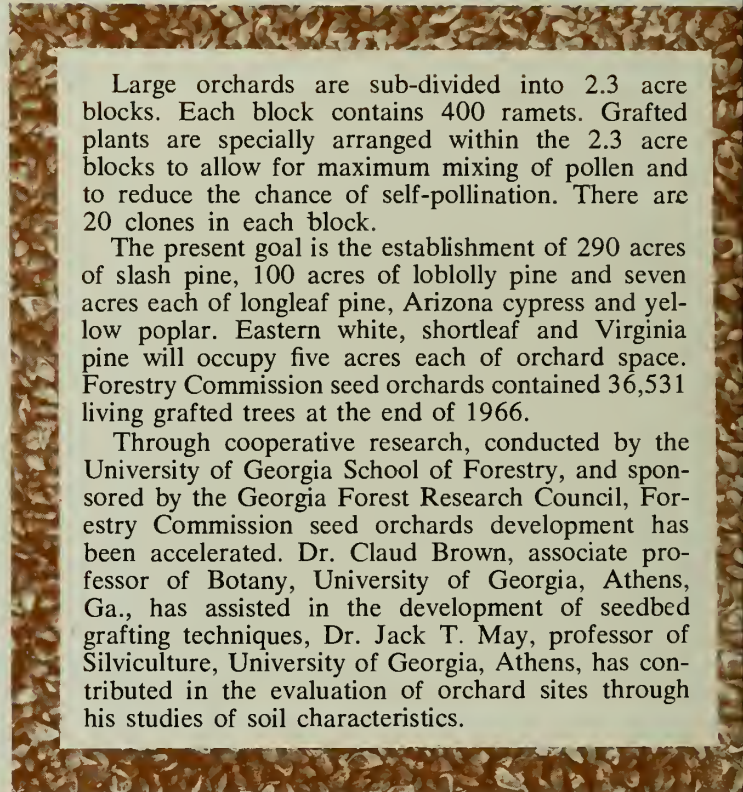 Large orchards are sub-divided into 2.3 acre
blocks. Each block contains 400 ramets. Grafted
plants are specially arranged within the 2.3 acre
blocks to allow for maximum mixing of pollen and
to reduce the chance of self-pollination. There are
20 clones in each block.
The present goal is the establishment of 290 acres
of slash pine, 100 acres of loblolly pine and seven
acres each of longleaf pine, Arizona cypress and yel-
low poplar. Eastern white, shortleaf and Virginia
pine will occupy five acres each of orchard space.
Forestry Commission seed orchards contained 36,531
living grafted trees at the end of 1966.
Through cooperative research, conducted by the
University of Georgia School of Forestry, and spon-
sored by the Georgia Forest Research Council, For-
estry Commission seed orchards development has
been accelerated. Dr. Claud Brown, associate pro-
fessor of Botany, University of Georgia, Athens,
Ga., has assisted in the development of seedbed
grafting techniques, Dr. Jack T. May, professor of
Silviculture, University of Georgia, Athens, has con-
tributed in the evaluation of orchard sites through
his studies of soil characteristics.